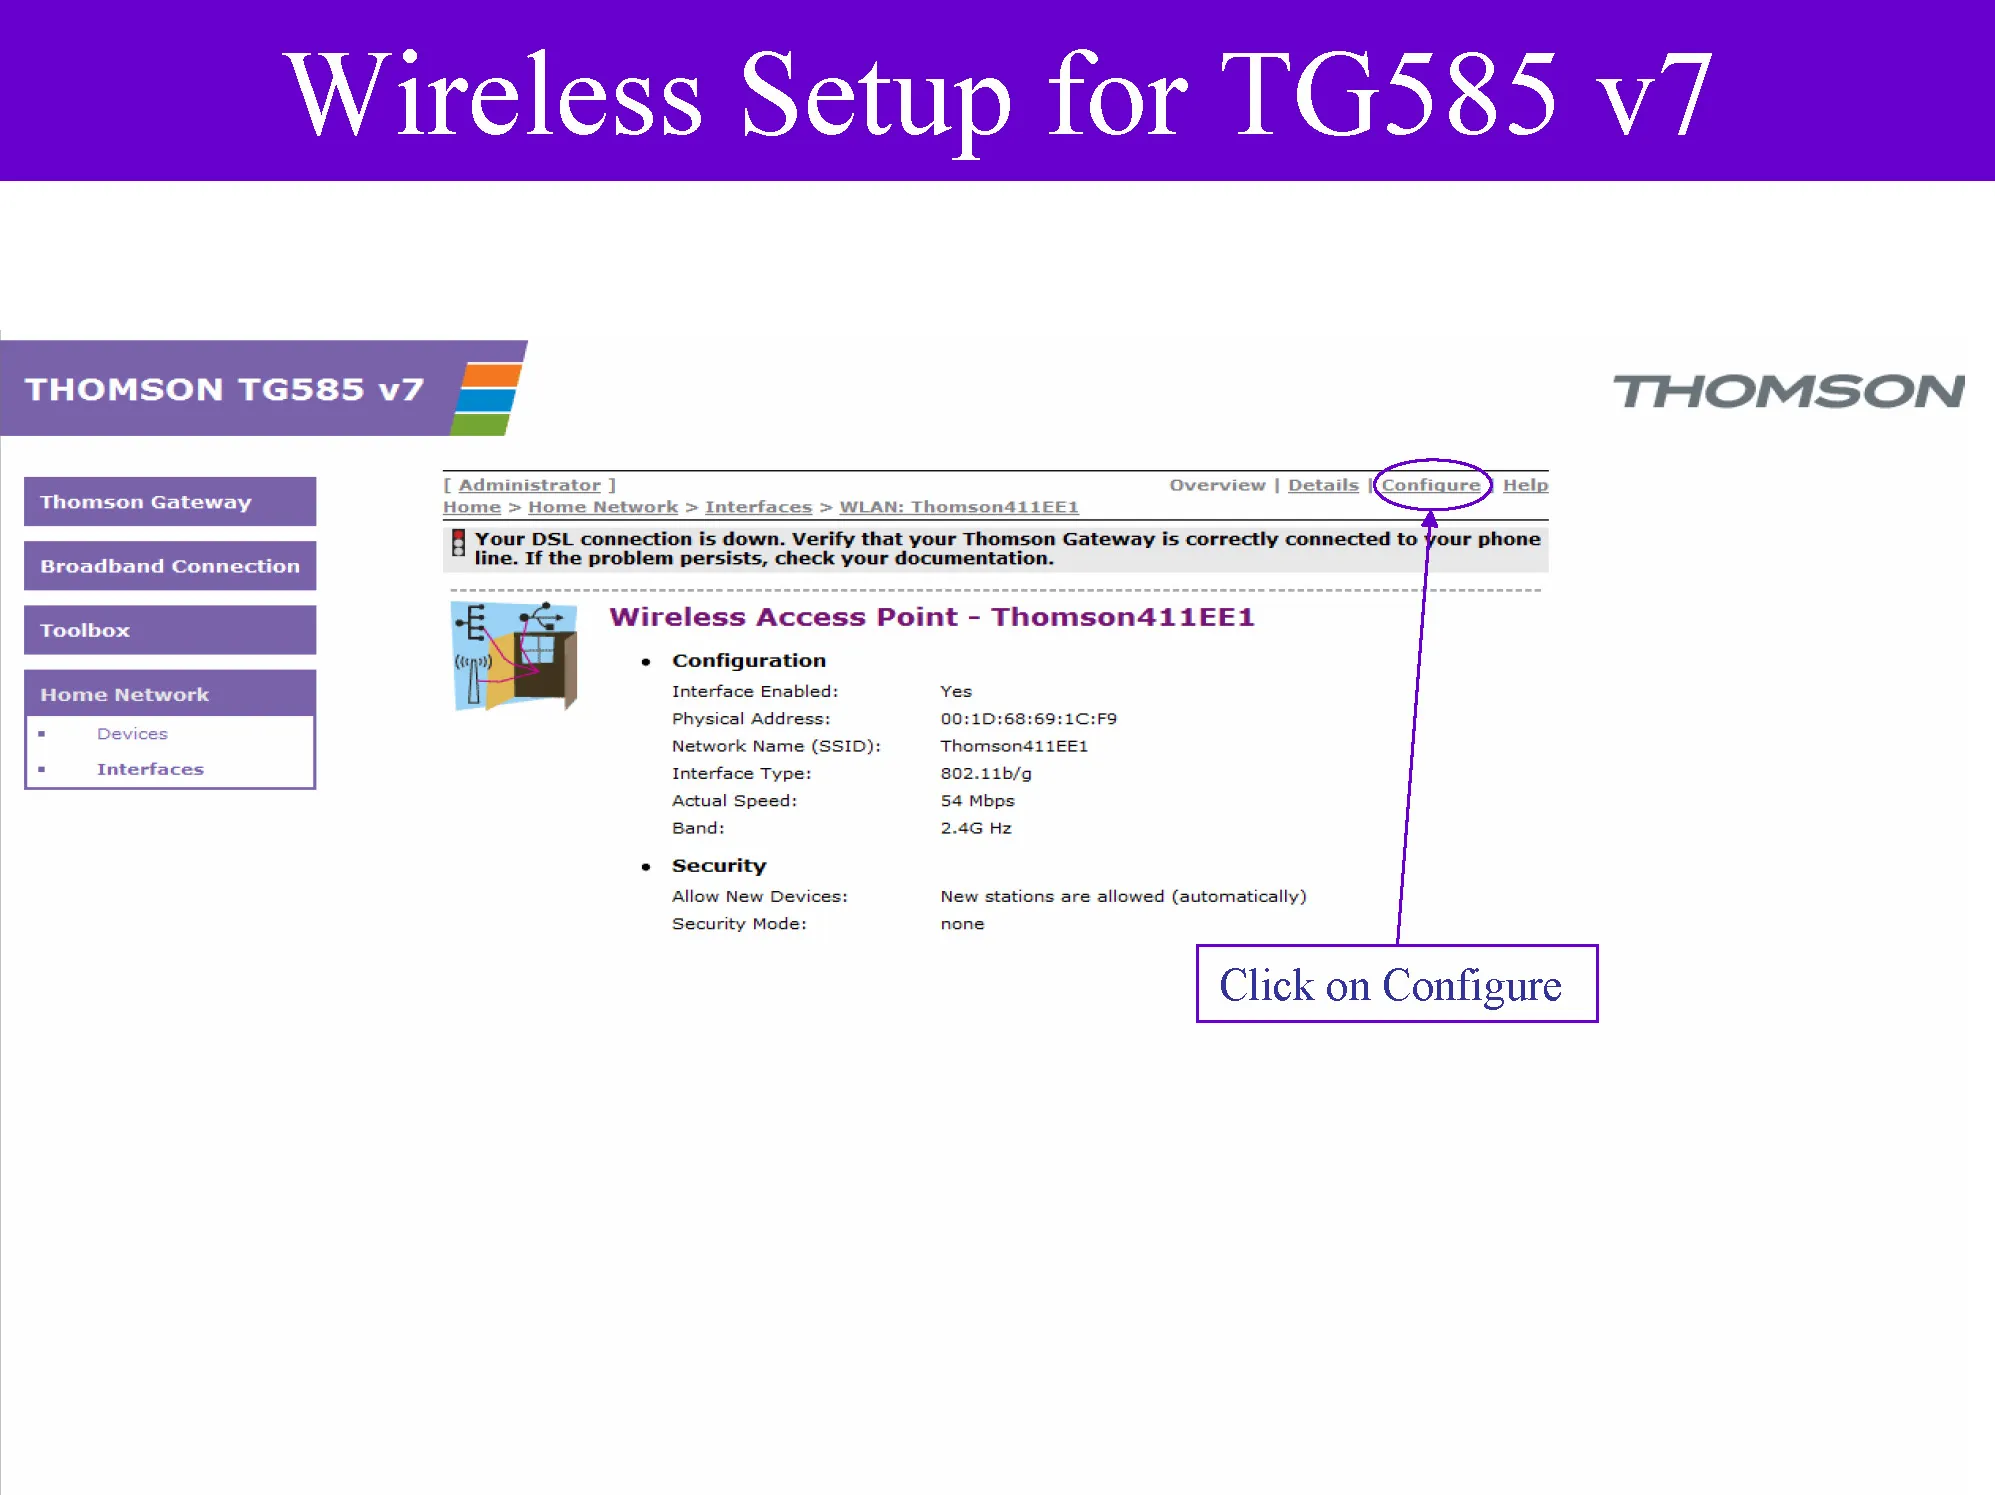 Wireless Setup for TG585 v7
THOMSON TG585 v7
THOMSON
Thomson Gateway
Broadband Connection
Toolbox
Home Network
Devices
Interfaces
[ Administrator ]
Overview | Details | Configure | Help
Home > Home Network > Interfaces > WLAN: Thomson411EE1
Your DSL connection is down. Verify that your Thomson Gateway is correctly connected to your phone
line. If the problem persists, check your documentation.
Wireless Access Point - Thomson411EE1
Configuration
Interface Enabled: Yes
Physical Address: 00:1D:68:69:1C:F9
Network Name (SSID): Thomson411EE1
Interface Type: 802.11b/g
Actual Speed: 54 Mbps
Band: 2.4G Hz
Security
Allow New Devices: New stations are allowed (automatically)
Security Mode: none
Click on Configure